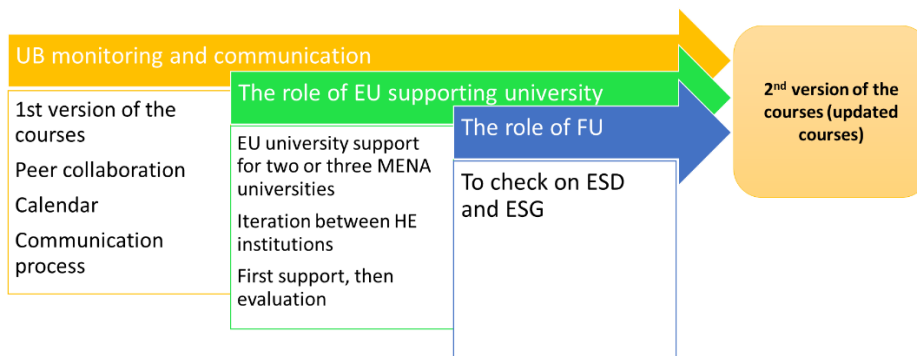 UB monitoring and communication
1st version of the
courses
Peer collaboration
Calendar
Communication
process
The role of EU supporting university
EU university support
for two or three MENA
universities
Iteration between HE
institutions
First support, then
evaluation
The role of FU
To check on ESD
and ESG
2nd version of the
courses (updated
courses)